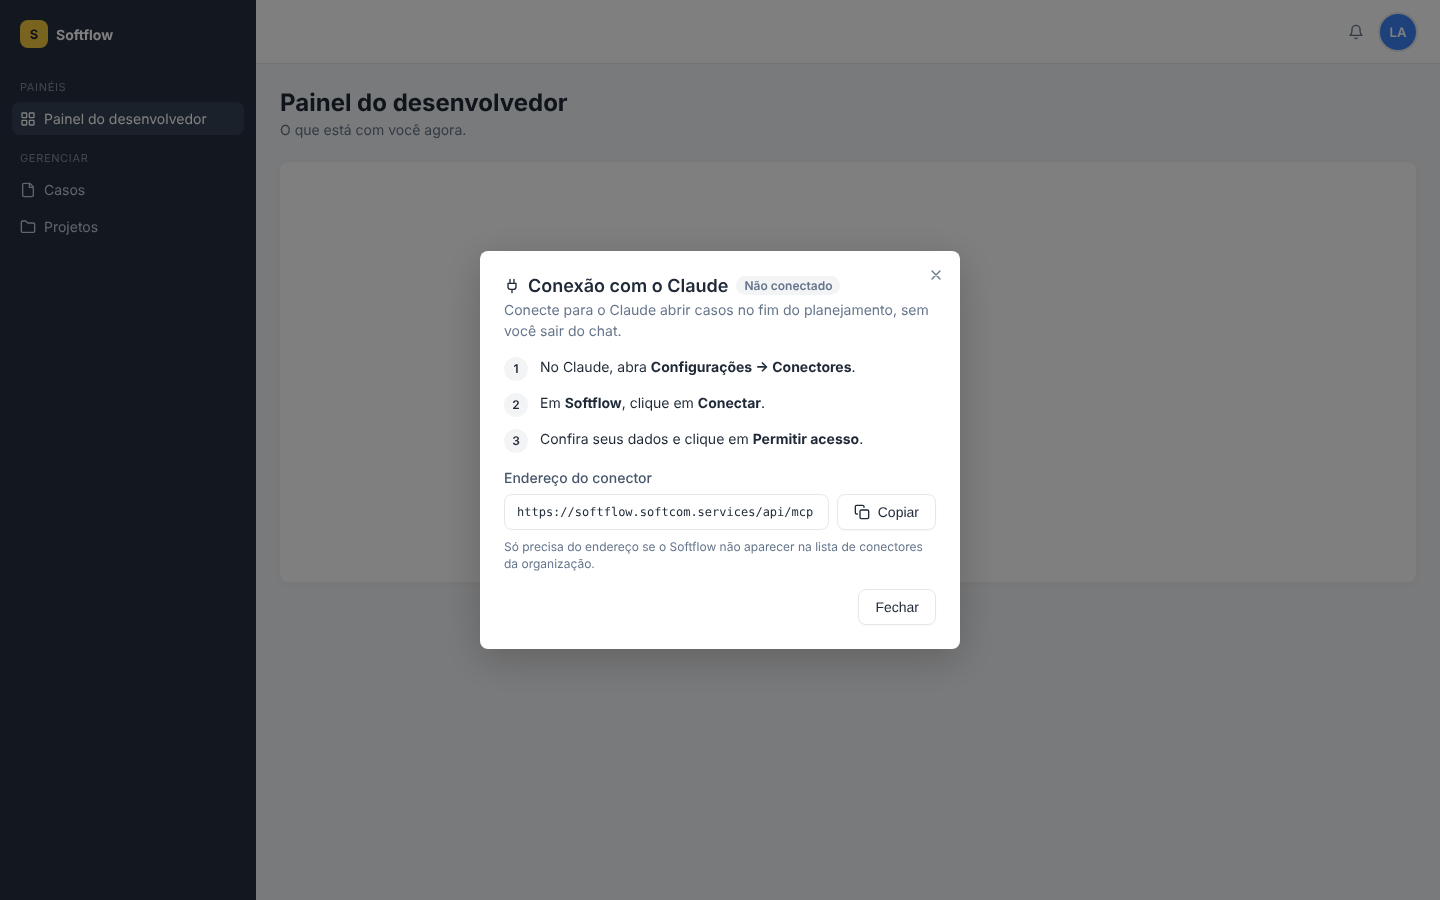 S Softflow
LA
PAINÉIS
Painel do desenvolvedor
GERENCIAR
Casos
Projetos
Painel do desenvolvedor
O que está com você agora.
Conexão com o Claude Não conectado
Conecte para o Claude abrir casos no fim do planejamento, sem
você sair do chat.
1 No Claude, abra Configurações → Conectores.
2 Em Softflow, clique em Conectar.
3 Confira seus dados e clique em Permitir acesso.
Endereço do conector
https://softflow.softcom.services/api/mcp Copiar
Só precisa do endereço se o Softflow não aparecer na lista de conectores
da organização.
Fechar